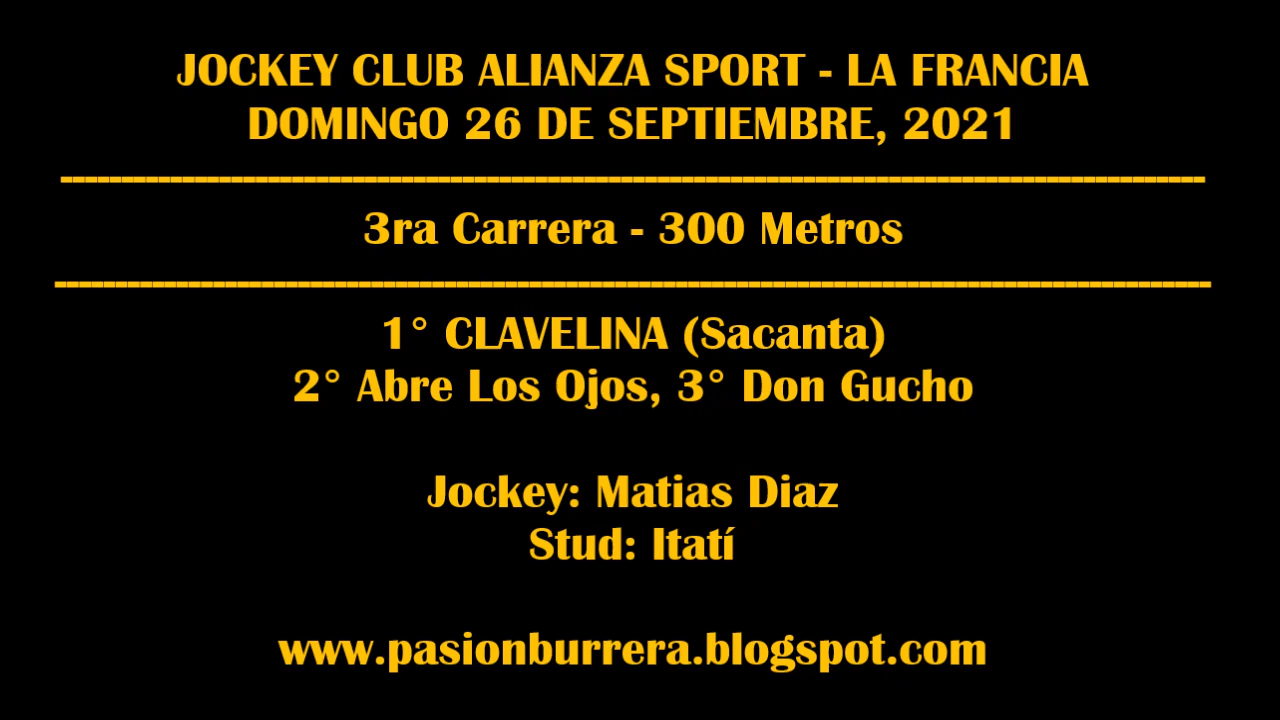 JOCKEY CLUB ALIANZA SPORT - LA FRANCIA
DOMINGO 26 DE SEPTIEMBRE, 2021
3ra Carrera - 300 Metros
1° CLAVELINA (Sacanta)
2° Abre Los Ojos, 3° Don Gucho
Jockey: Matias Diaz
Stud: Itatí
www.pasionburrera.blogspot.com